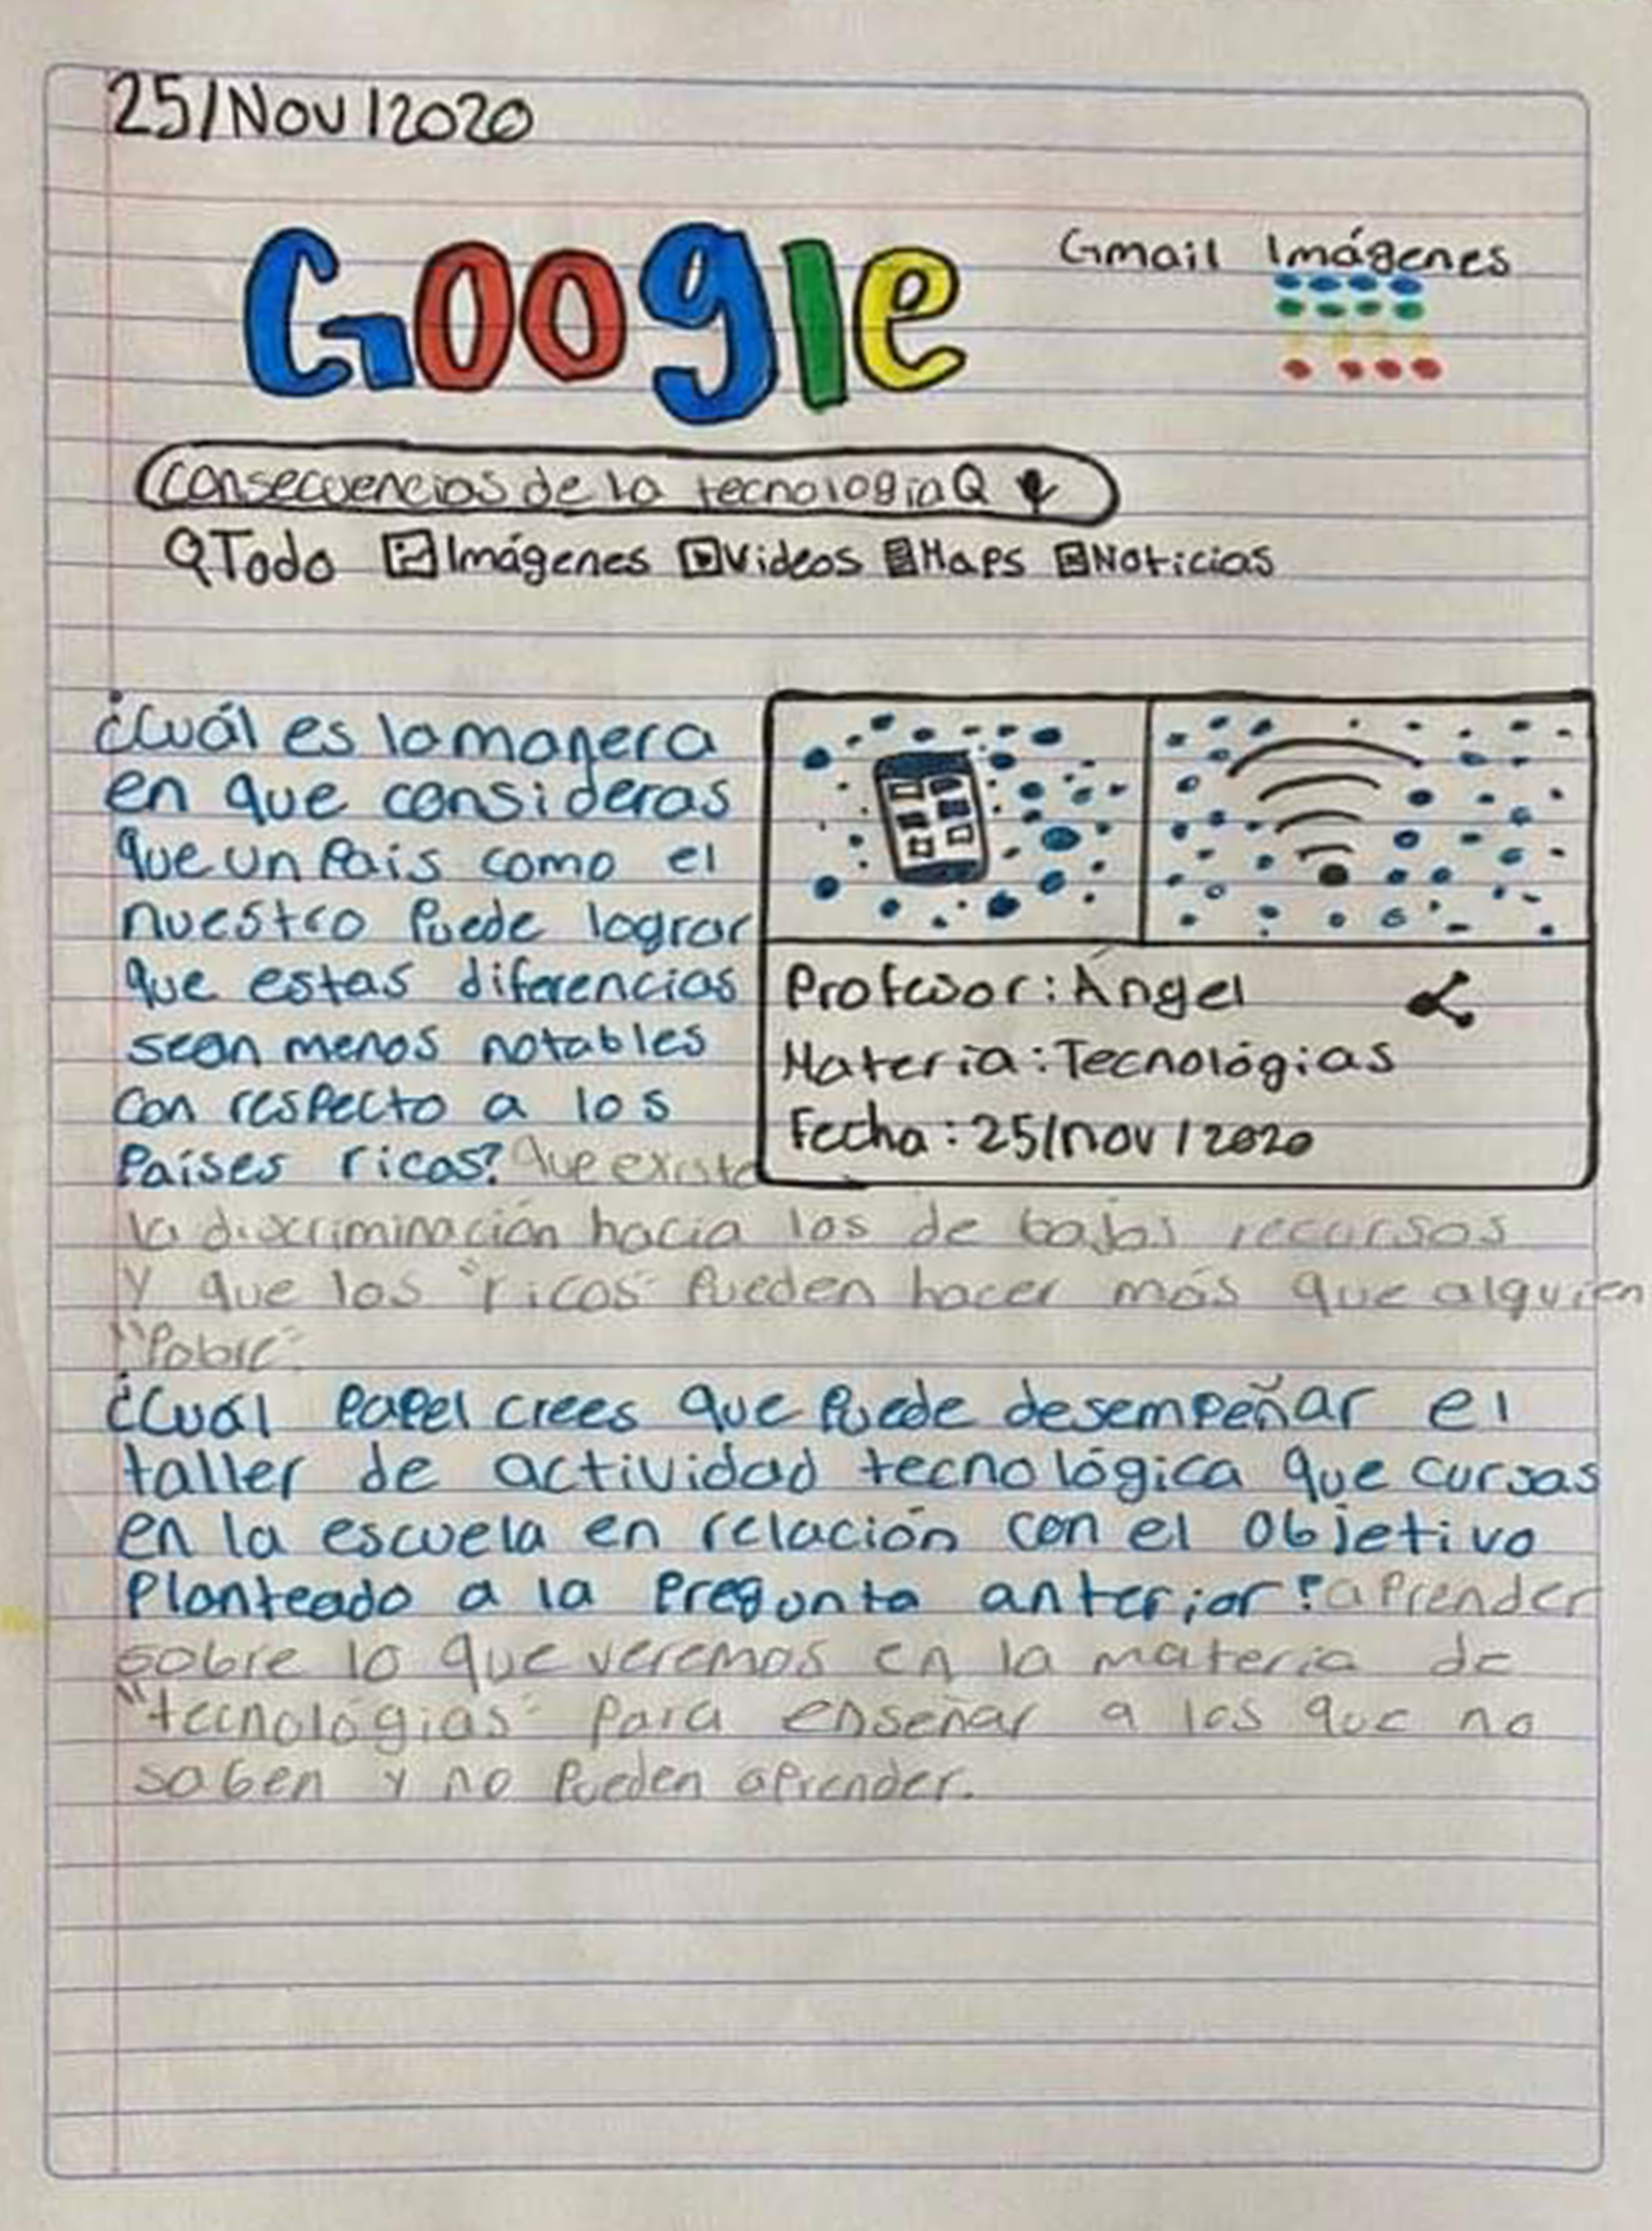 25/Nov/2020
Google
Gmail Imágenes
consecuencias de la tecnologia
Todo Imágenes Videos Maps Noticias
¿Cuál es la manera
en que consideras
que un País como el
nuestro Puede lograr
que estas diferencias
sean menos notables
con respecto a los
Países ricos? que existe
la discriminación hacia los de bajos recursos
Y que los "ricos" Pueden hacer más que alguien
"Pobre".
Profesor: Ángel
Materia: Tecnológias
Fecha: 25/nov/2020
¿Cuál PaPel crees que Puede desemPeñar el
taller de actividad tecnológica que cursas
en la escuela en relación con el objetivo
Planteado a la Pregunta anterior? aPrender
sobre lo que veremos en la materia de
"tecnológias" Para enseñar a los que no
saben y no Pueden aPrender.